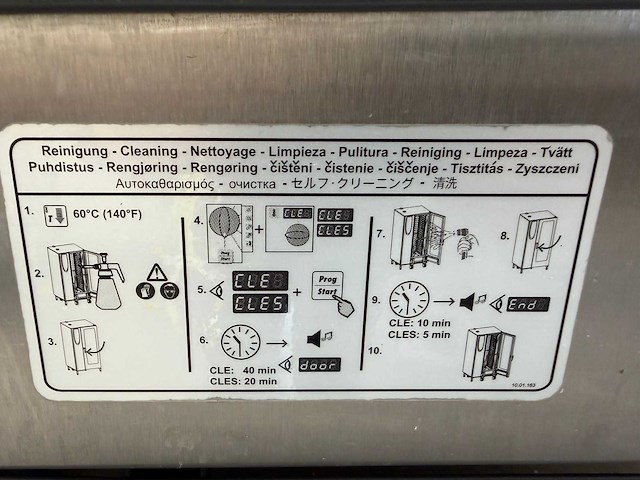 Reinigung - Cleaning - Nettoyage - Limpieza - Pulitura - Reiniging - Limpeza - Tvätt
Puhdistus - Rengjøring - Rengøring - čištěni - čistenie - čiščenje - Tisztitás - Zyszczeni
Αυτοκαθαρισμός - очистка - セルフ・クリーニング - 清洗
1. 60°C (140°F)
2.
3.
4. + CLE CLE
CLES
5. CLE
CLES + Prog
Start
6.
door
CLE: 40 min
CLES: 20 min
7.
8.
9. End
CLE: 10 min
CLES: 5 min
10.
10.01.163